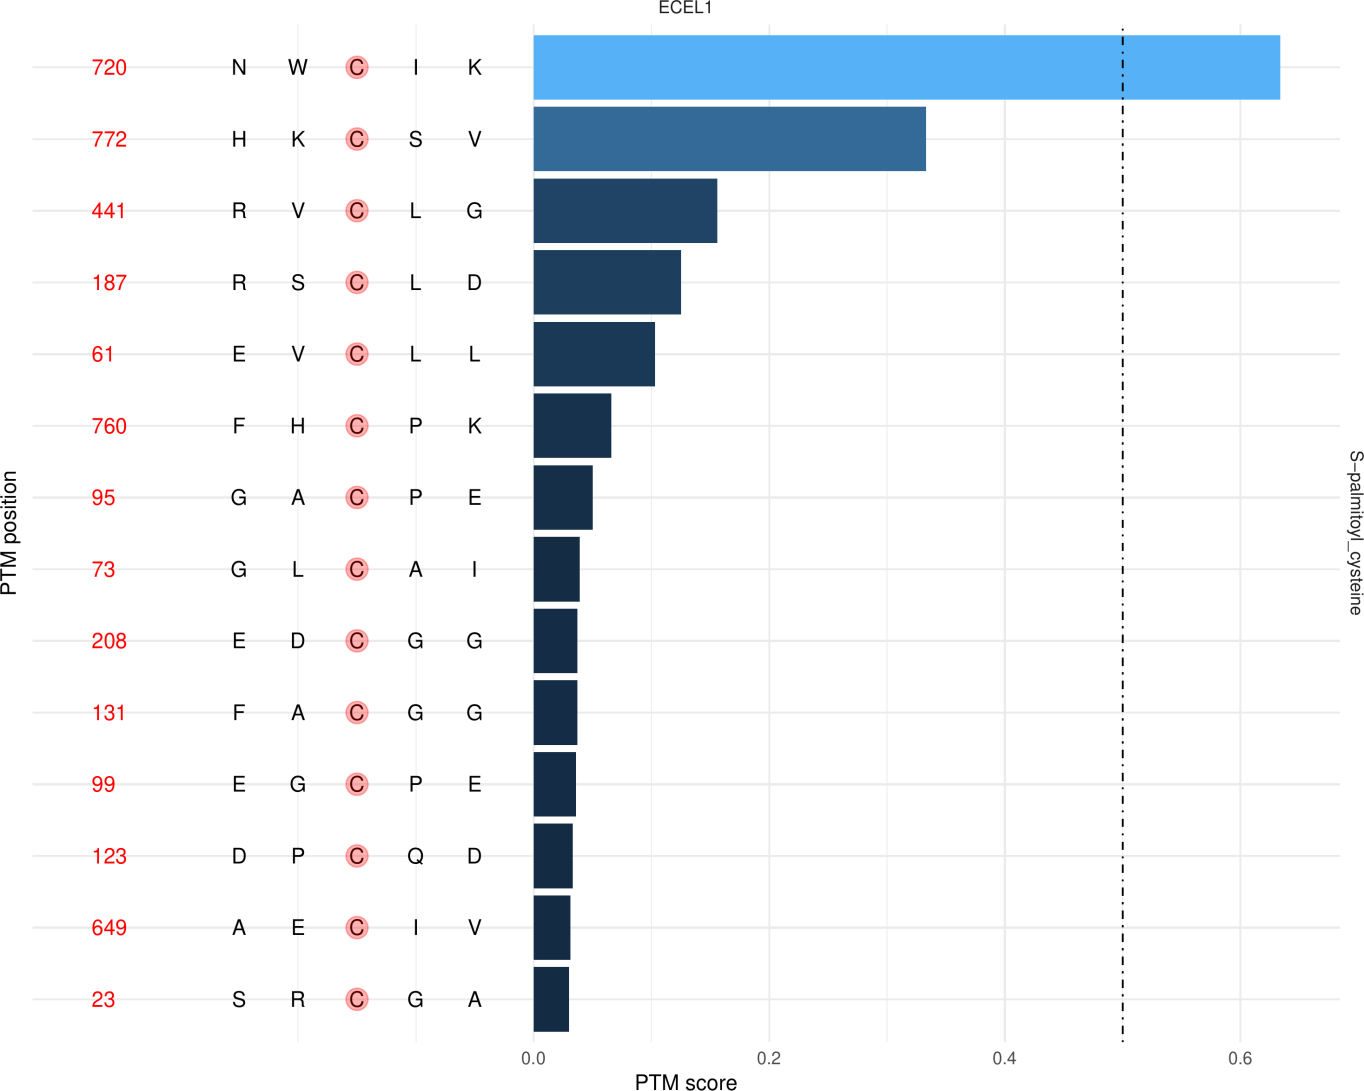 ECEL1
720 N W C I K
772 H K C S V
441 R V C L G
187 R S C L D
61 E V C L L
760 F H C P K
95 G A C P E
73 G L C A I
208 E D C G G
131 F A C G G
99 E G C P E
123 D P C Q D
649 A E C I V
23 S R C G A
0.0 0.2 0.4 0.6
PTM score
PTM position
S-palmitoyl_cysteine